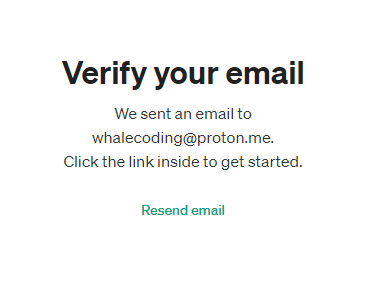 Verify your email
We sent an email to
whalecoding@proton.me.
Click the link inside to get started.
Resend email